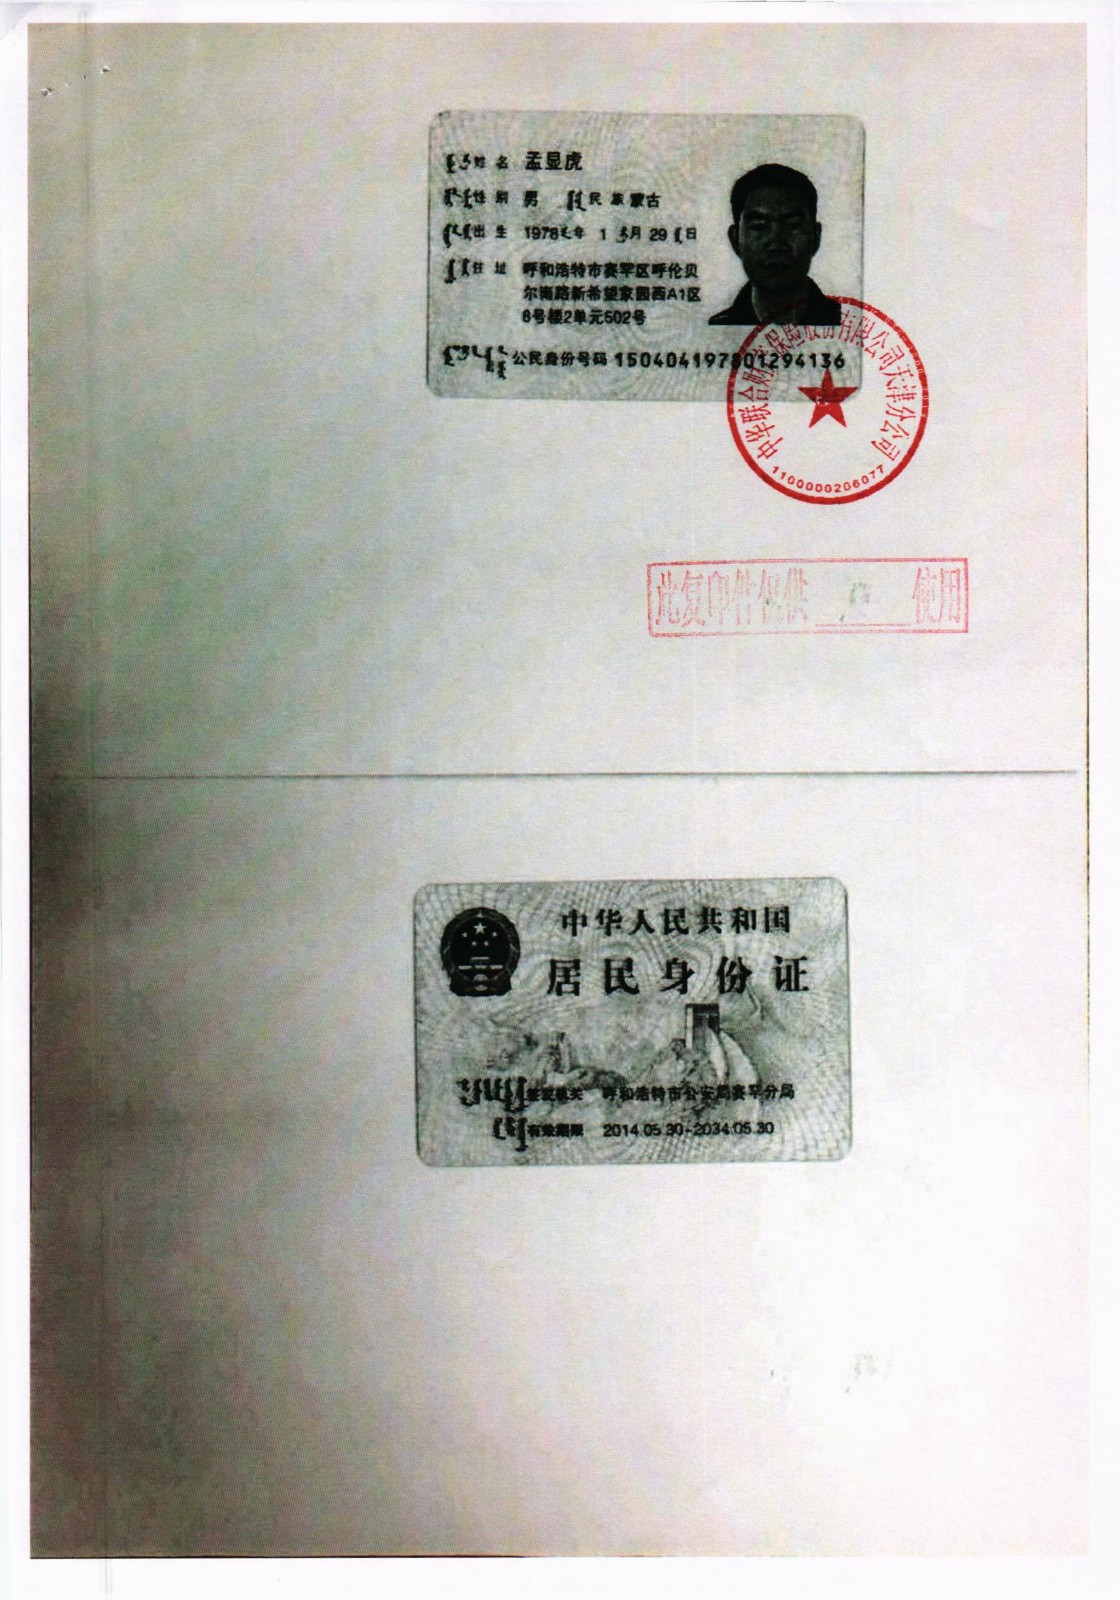 姓名 孟显虎
性别 男 民族 蒙古
出生 1978年 1 月 29 日
住址 呼和浩特市赛罕区呼伦贝
尔南路新希望家园西A1区
8号楼2单元502号
公民身份号码 150404197801294136
中华联合财产保险股份有限公司天津分公司
1100000206077
此复印件仅供 使用
中华人民共和国
居民身份证
签发机关 呼和浩特市公安局赛罕分局
有效期限 2014.05.30-2034.05.30